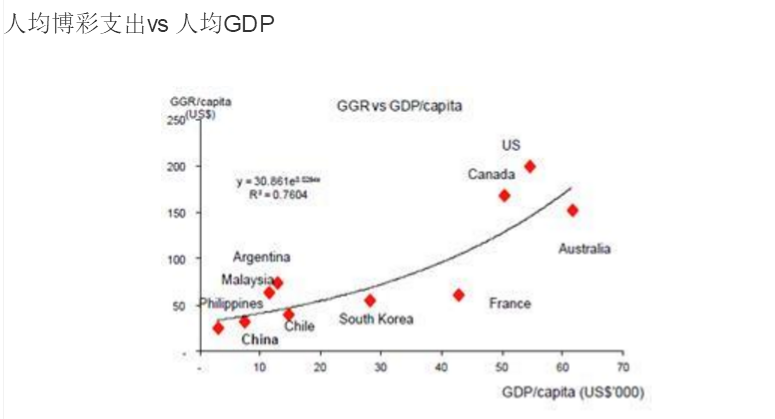 人均博彩支出vs 人均GDP
GGR/capita
(US$)
GGR vs GDP/capita
250
200
150
100
50
-
y = 30.861e
R² = 0.7604
US
Canada
Australia
Argentina
Malaysia
Philippines
China
Chile
South Korea
France
- 10 20 30 40 50 60 70
GDP/capita (US$'000)